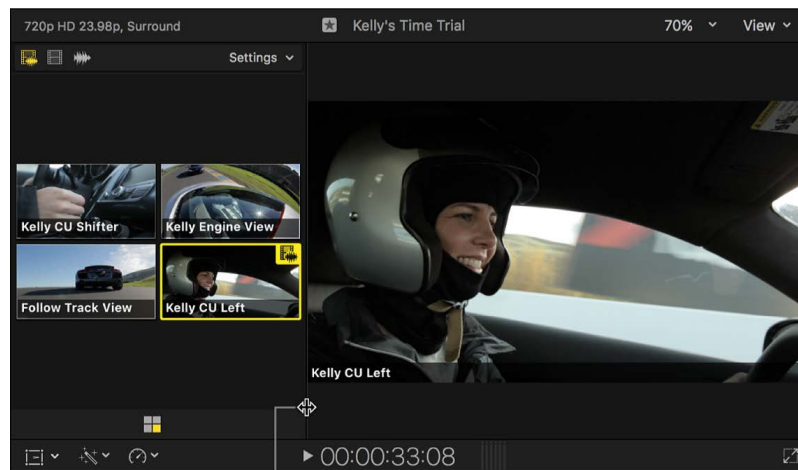 720p HD 23.98p, Surround
Kelly's Time Trial
70%
View
Settings
Kelly CU Shifter
Kelly Engine View
Follow Track View
Kelly CU Left
Kelly CU Left
00:00:33:08